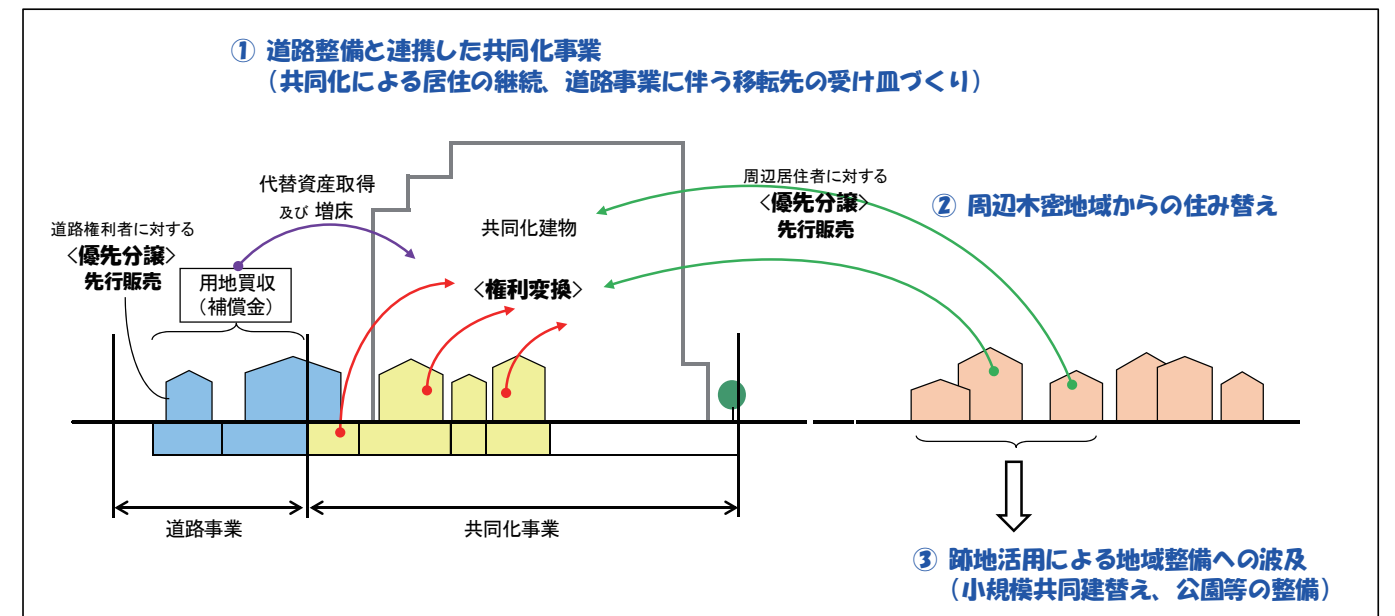 ① 道路整備と連携した共同化事業
（共同化による居住の継続、道路事業に伴う移転先の受け皿づくり）
代替資産取得
及び 増床
道路権利者に対する
<優先分譲>
先行販売
用地買収
（補償金）
共同化建物
<権利変換>
周辺居住者に対する
<優先分譲>
先行販売
② 周辺木密地域からの住み替え
道路事業
共同化事業
③ 跡地活用による地域整備への波及
（小規模共同建替え、公園等の整備）